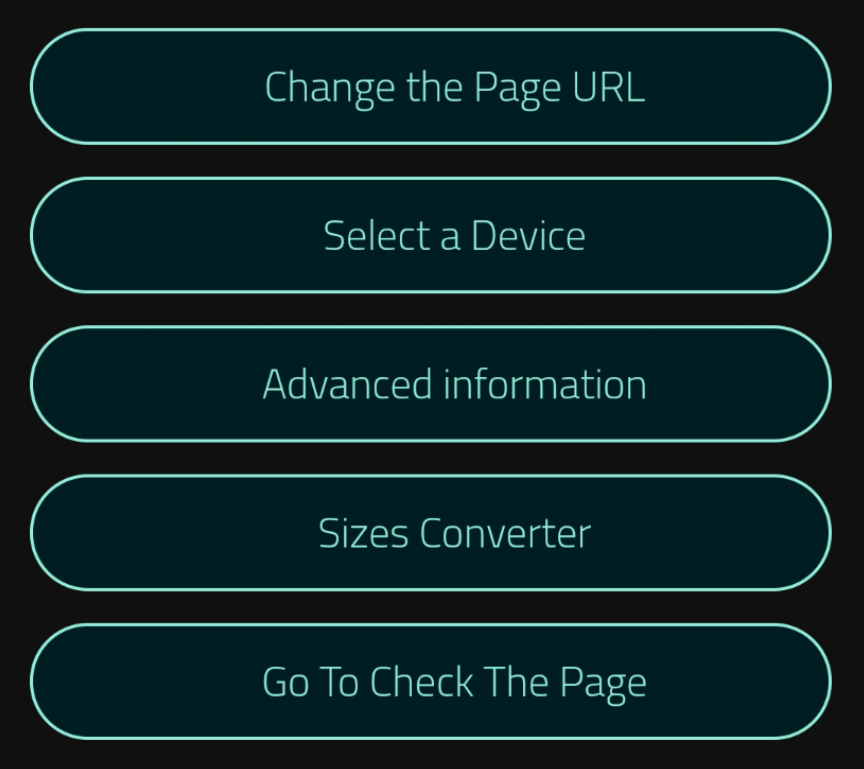 Change the Page URL
Select a Device
Advanced information
Sizes Converter
Go To Check The Page